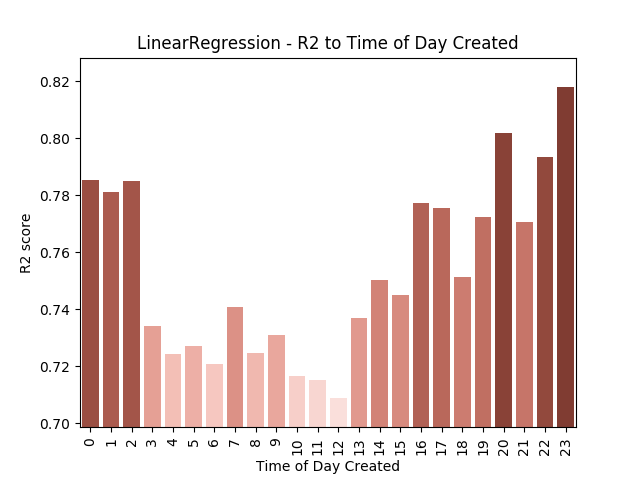 LinearRegression - R2 to Time of Day Created
0.82
0.80
0.78
0.76
0.74
0.72
0.70
R2 score
0 1 2 3 4 5 6 7 8 9 10 11 12 13 14 15 16 17 18 19 20 21 22 23
Time of Day Created